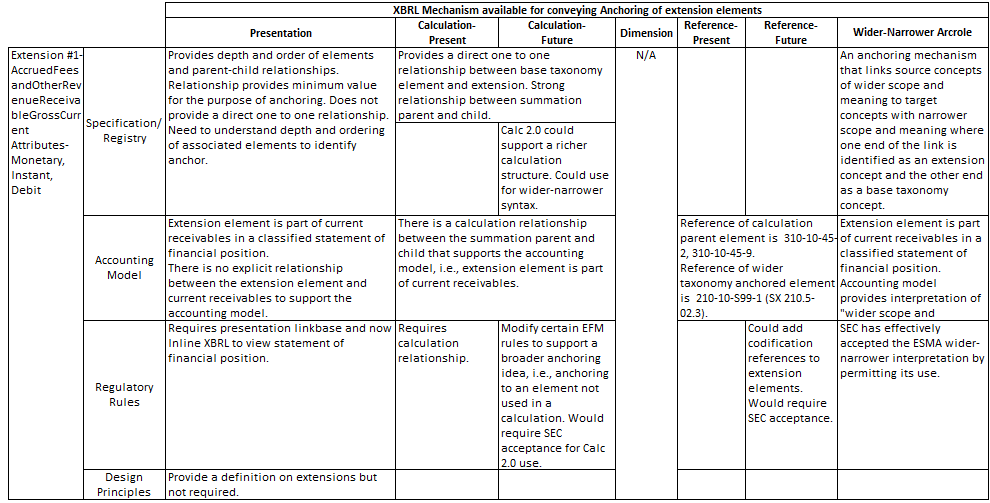 XBRL Mechanism available for conveying Anchoring of extension elements
Presentation
Calculation-
Present
Calculation-
Future
Dimension
Reference-
Present
Reference-
Future
Wider-Narrower Arcrole
Extension #1-
AccruedFees
andOtherRev
enueReceiva
bleGrossCurr
ent
Attributes-
Monetary,
Instant,
Debit
Specification/
Registry
Provides depth and order of elements
and parent-child relationships.
Relationship provides minimum value
for the purpose of anchoring. Does not
provide a direct one to one relationship.
Need to understand depth and ordering
of associated elements to identify
anchor.
Provides a direct one to one
relationship between base taxonomy
element and extension. Strong
relationship between summation
parent and child.
Calc 2.0 could
support a richer
calculation
structure. Could use
for wider-narrower
syntax.
N/A
An anchoring mechanism
that links source concepts
of wider scope and
meaning to target
concepts with narrower
scope and meaning where
one end of the link is
identified as an extension
concept and the other end
as a base taxonomy
concept.
Accounting
Model
Extension element is part of current
receivables in a classified statement of
financial position.
There is no explicit relationship
between the extension element and
current receivables to support the
accounting model.
There is a calculation relationship
between the summation parent and
child that supports the accounting
model, i.e., extension element is part
of current receivables.
Reference of calculation
parent element is  310-10-45-
2, 310-10-45-9.
Reference of wider
taxonomy anchored element
is  210-10-S99-1 (SX 210.5-
02.3).
Extension element is part
of current receivables in a
classified statement of
financial position.
Accounting model
provides interpretation of
"wider scope and
Regulatory
Rules
Requires presentation linkbase and now
Inline XBRL to view statement of
financial position.
Requires
calculation
relationship.
Modify certain EFM
rules to support a
broader anchoring
idea, i.e., anchoring
to an element not
used in a
calculation. Would
require SEC
acceptance for Calc
2.0 use.
Could add
codification
references to
extension
elements.
Would require
SEC acceptance.
SEC has effectively
accepted the ESMA wider-
narrower interpretation by
permitting its use.
Design
Principles
Provide a definition on extensions but
not required.